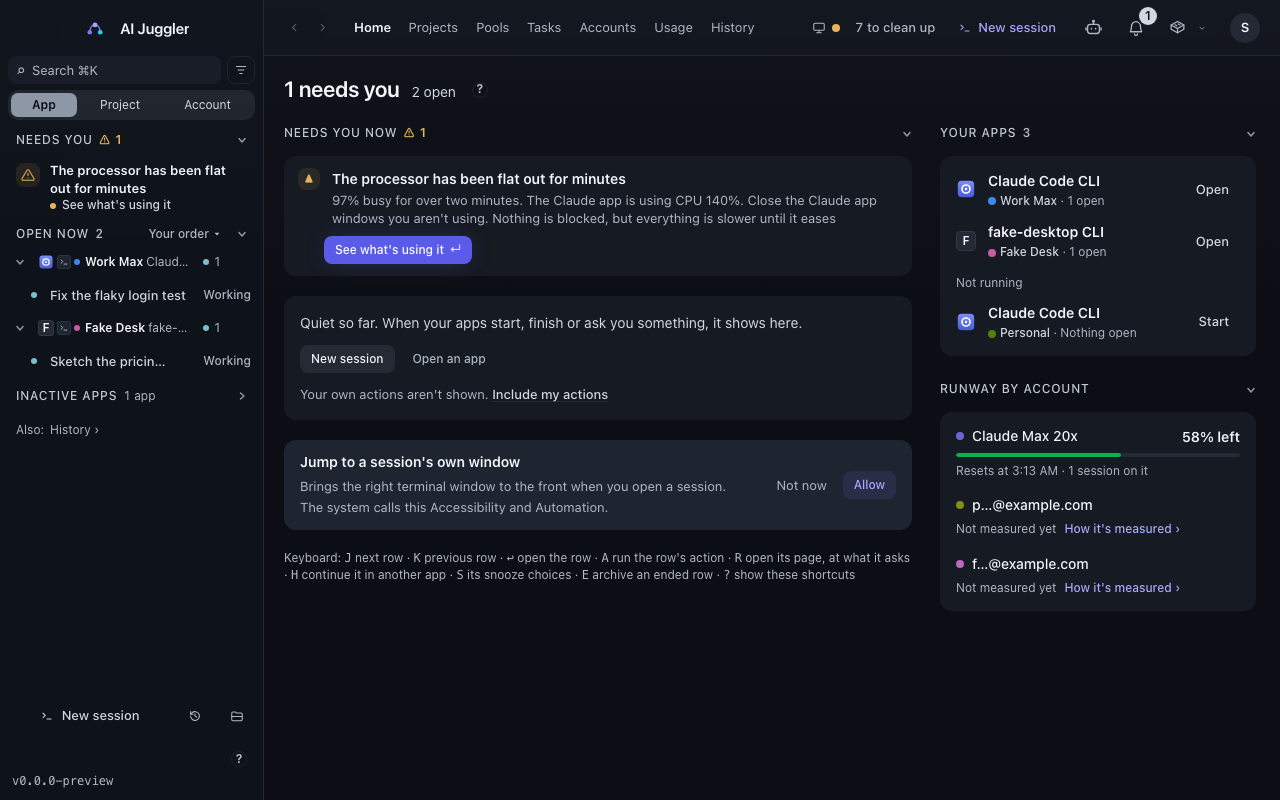 AI Juggler
Search ⌘K
App Project Account
NEEDS YOU 1
The processor has been flat
out for minutes
See what's using it
OPEN NOW 2 Your order
Work Max Claud... 1
Fix the flaky login test Working
F Fake Desk fake-... 1
Sketch the pricin... Working
INACTIVE APPS 1 app
Also: History ›
New session
?
v0.0.0-preview
Home Projects Pools Tasks Accounts Usage History
7 to clean up New session 1 S
1 needs you 2 open ?
NEEDS YOU NOW 1
The processor has been flat out for minutes
97% busy for over two minutes. The Claude app is using CPU 140%. Close the Claude app
windows you aren't using. Nothing is blocked, but everything is slower until it eases
See what's using it ↵
Quiet so far. When your apps start, finish or ask you something, it shows here.
New session Open an app
Your own actions aren't shown. Include my actions
Jump to a session's own window
Brings the right terminal window to the front when you open a session.
The system calls this Accessibility and Automation.
Not now Allow
Keyboard: J next row · K previous row · ↩ open the row · A run the row's action · R open its page, at what it asks
· H continue it in another app · S its snooze choices · E archive an ended row · ? show these shortcuts
YOUR APPS 3
Claude Code CLI
Work Max · 1 open
Open
F fake-desktop CLI
Fake Desk · 1 open
Open
Not running
Claude Code CLI
Personal · Nothing open
Start
RUNWAY BY ACCOUNT
Claude Max 20x 58% left
Resets at 3:13 AM · 1 session on it
p...@example.com
Not measured yet How it's measured ›
f...@example.com
Not measured yet How it's measured ›